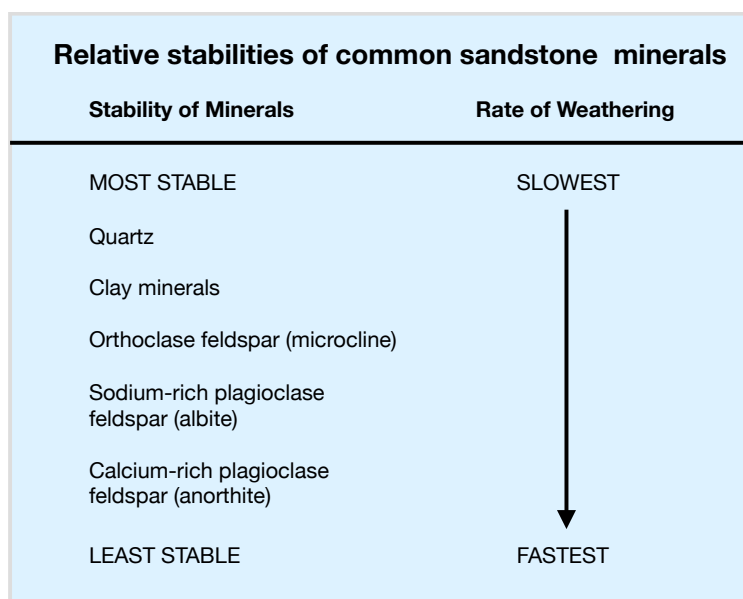 Relative stabilities of common sandstone minerals
Stability of Minerals Rate of Weathering
MOST STABLE SLOWEST
Quartz
Clay minerals
Orthoclase feldspar (microcline)
Sodium-rich plagioclase
feldspar (albite)
Calcium-rich plagioclase
feldspar (anorthite)
LEAST STABLE FASTEST